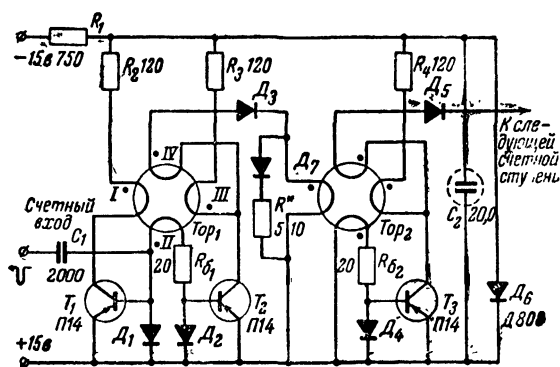 R₁
−15в 750
R₂ 120
R₃ 120
R₄ 120
Д₃
Д₅
К сле-
дующей
счетной
ступени
IV
I
III
II
Д₇
R"
5 10
C₂ 20,0
Счетный
вход
C₁
2000
Тор₁
Тор₂
20
Rб₁
20
Rб₂
T₁
П14
T₂
П14
T₃
П14
Д₁
Д₂
Д₄
Д₆
Д808
+15в